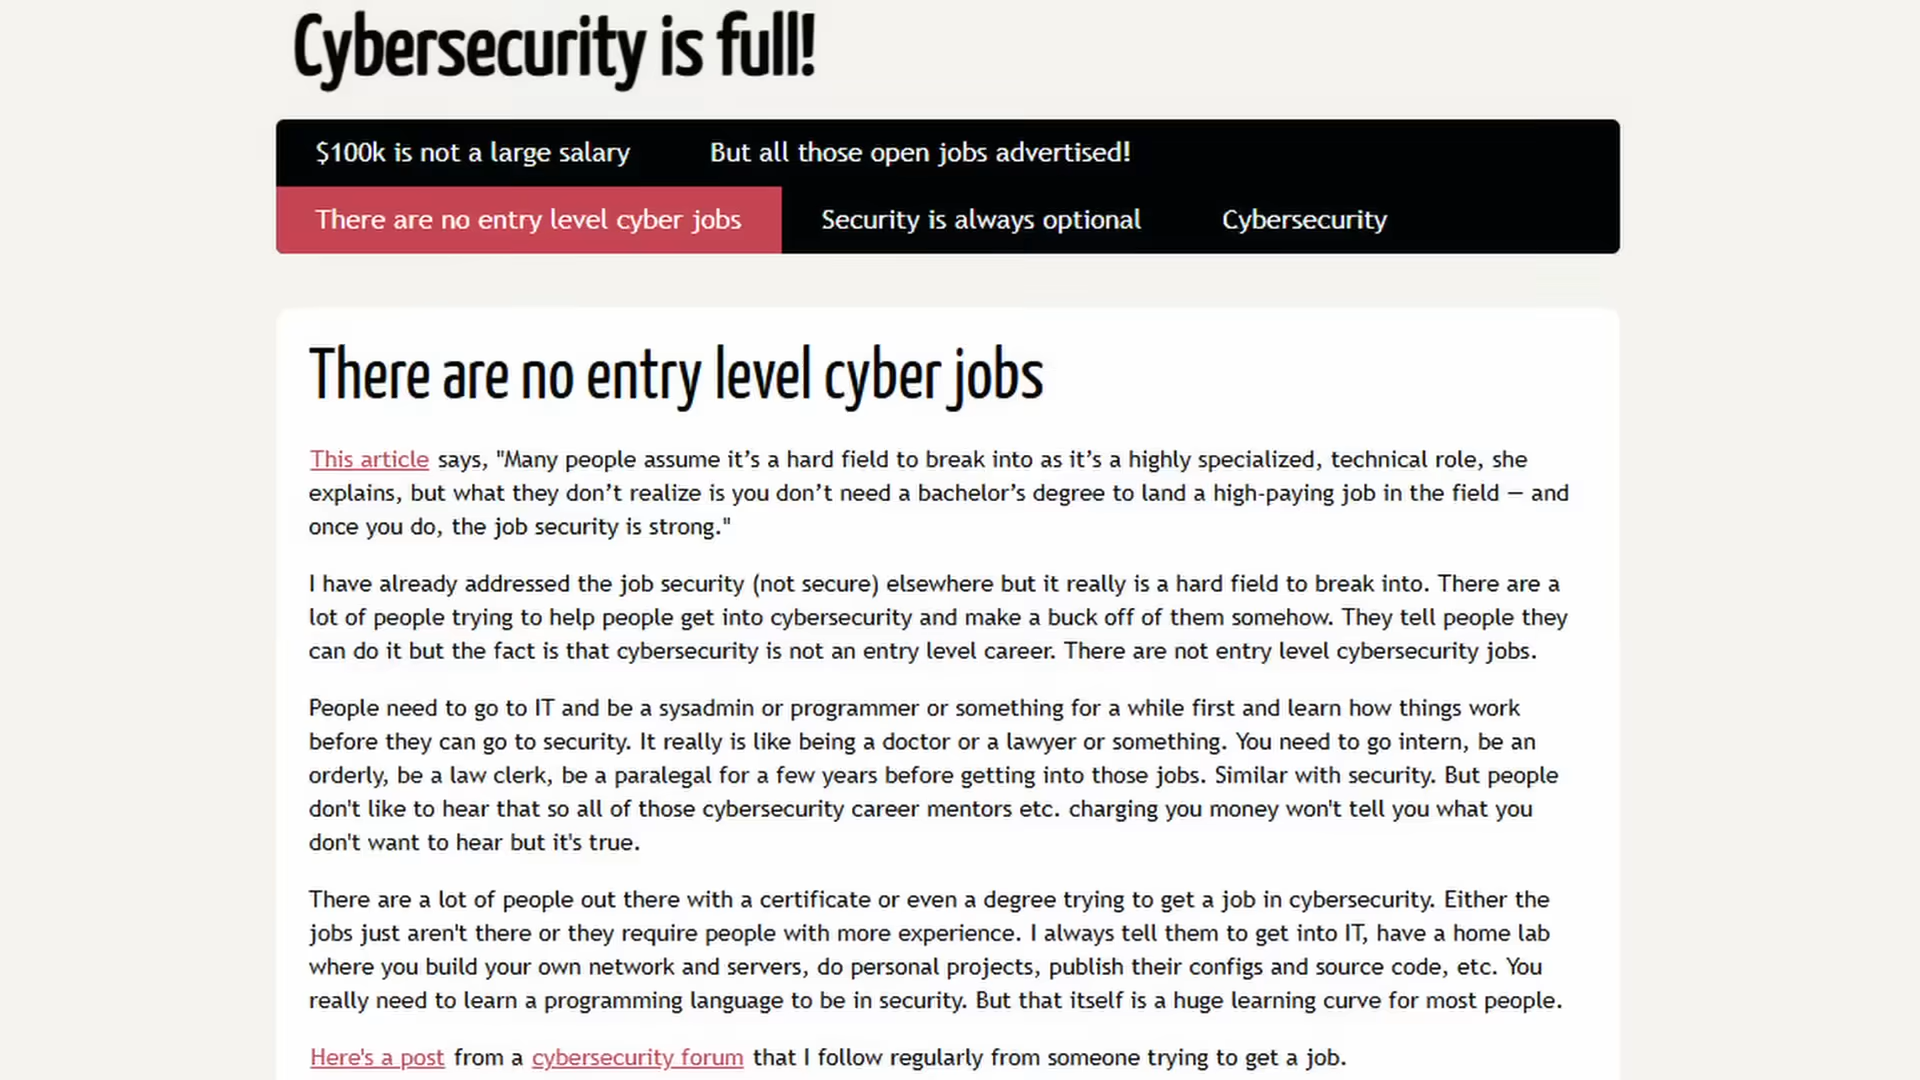 Cybersecurity is full!
$100k is not a large salary
But all those open jobs advertised!
There are no entry level cyber jobs
Security is always optional
Cybersecurity
There are no entry level cyber jobs
This article says, "Many people assume it’s a hard field to break into as it’s a highly specialized, technical role, she
explains, but what they don’t realize is you don’t need a bachelor’s degree to land a high-paying job in the field — and
once you do, the job security is strong."
I have already addressed the job security (not secure) elsewhere but it really is a hard field to break into. There are a
lot of people trying to help people get into cybersecurity and make a buck off of them somehow. They tell people they
can do it but the fact is that cybersecurity is not an entry level career. There are not entry level cybersecurity jobs.
People need to go to IT and be a sysadmin or programmer or something for a while first and learn how things work
before they can go to security. It really is like being a doctor or a lawyer or something. You need to go intern, be an
orderly, be a law clerk, be a paralegal for a few years before getting into those jobs. Similar with security. But people
don't like to hear that so all of those cybersecurity career mentors etc. charging you money won't tell you what you
don't want to hear but it's true.
There are a lot of people out there with a certificate or even a degree trying to get a job in cybersecurity. Either the
jobs just aren't there or they require people with more experience. I always tell them to get into IT, have a home lab
where you build your own network and servers, do personal projects, publish their configs and source code, etc. You
really need to learn a programming language to be in security. But that itself is a huge learning curve for most people.
Here's a post from a cybersecurity forum that I follow regularly from someone trying to get a job.